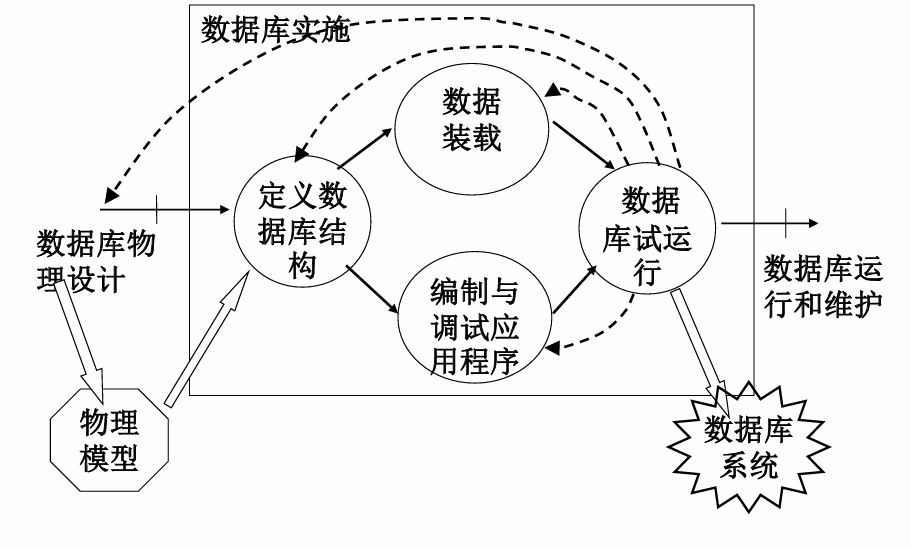 数据库实施
数据
装载
定义数
据库结
构
数据
库试运
行
数据库物
理设计
数据库运
行和维护
编制与
调试应
用程序
物理
模型
数据库
系统